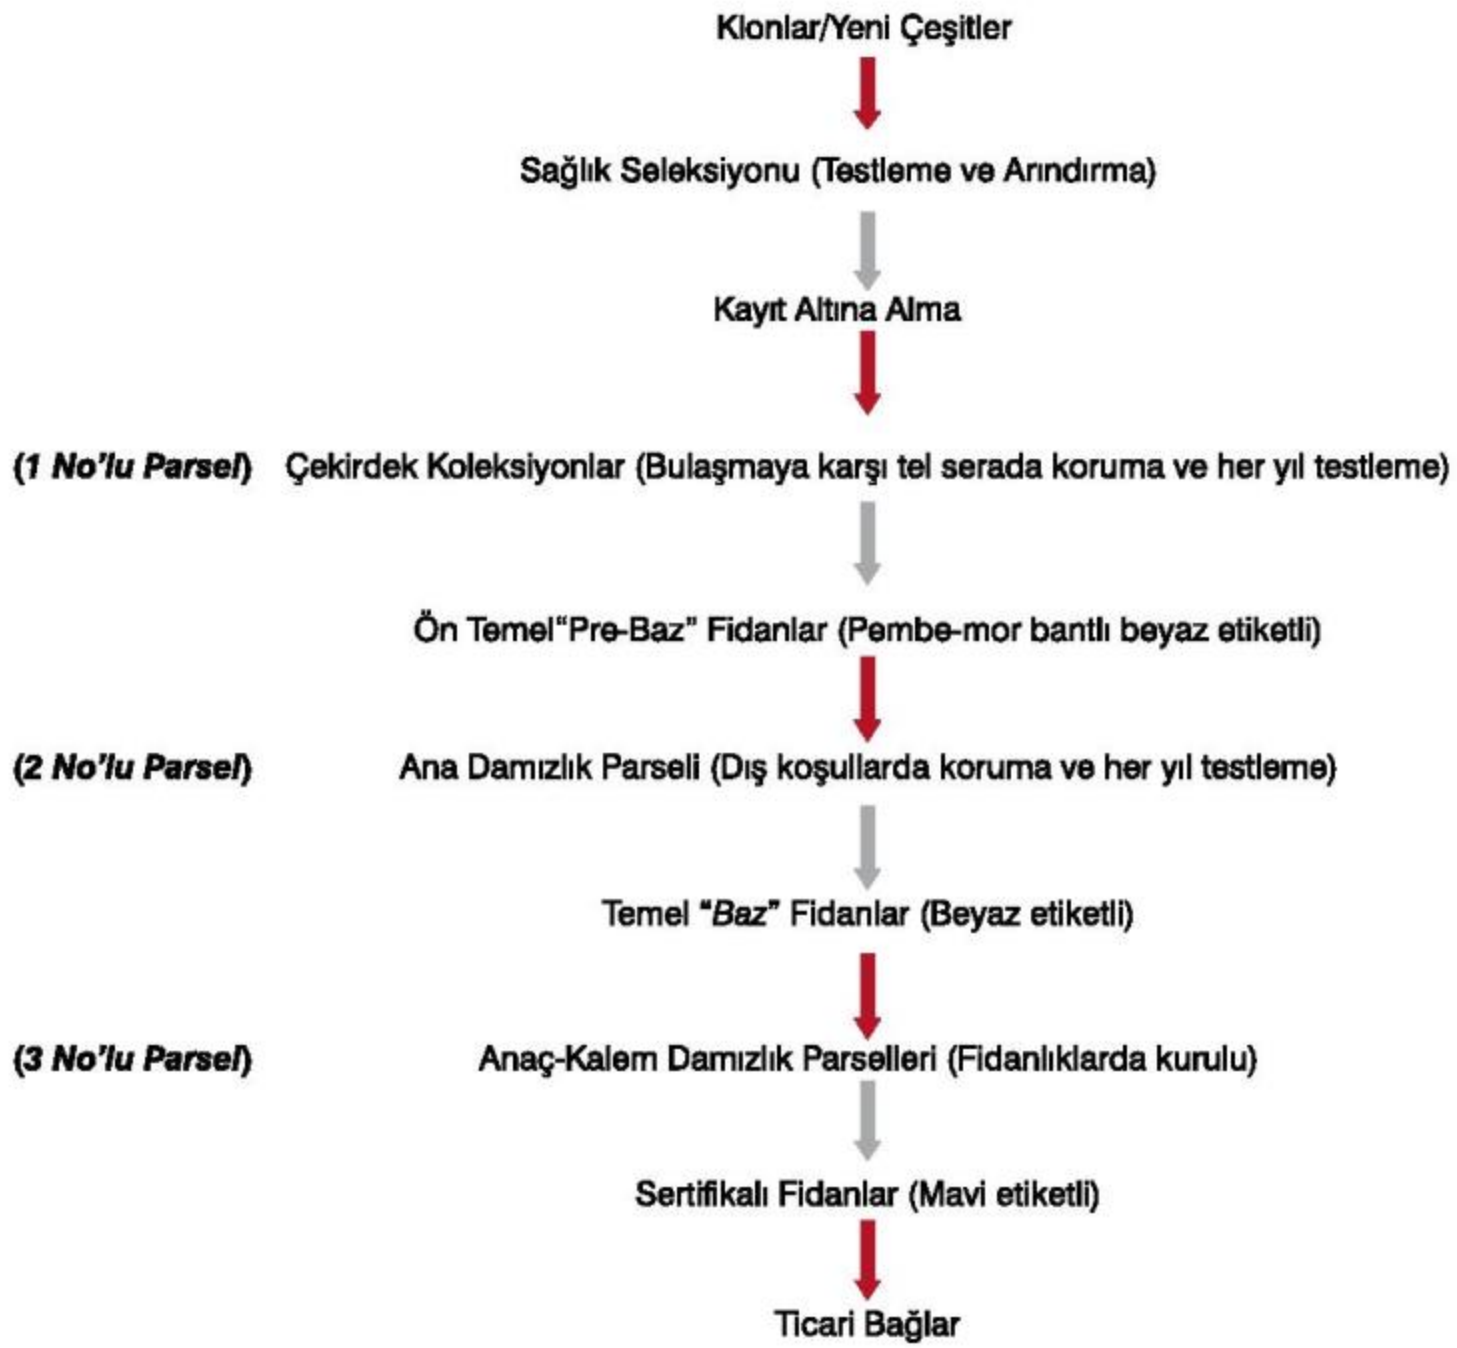 Klonlar/Yeni Çeşitler
Sağlık Seleksiyonu (Testleme ve Arındırma)
Kayıt Altına Alma
(1 No'lu Parsel) Çekirdek Koleksiyonlar (Bulaşmaya karşı tel serada koruma ve her yıl testleme)
Ön Temel“Pre-Baz” Fidanlar (Pembe-mor bantlı beyaz etiketli)
(2 No'lu Parsel) Ana Damızlık Parseli (Dış koşullarda koruma ve her yıl testleme)
Temel “Baz” Fidanlar (Beyaz etiketli)
(3 No'lu Parsel) Anaç-Kalem Damızlık Parselleri (Fidanlıklarda kurulu)
Sertifikalı Fidanlar (Mavi etiketli)
Ticari Bağlar